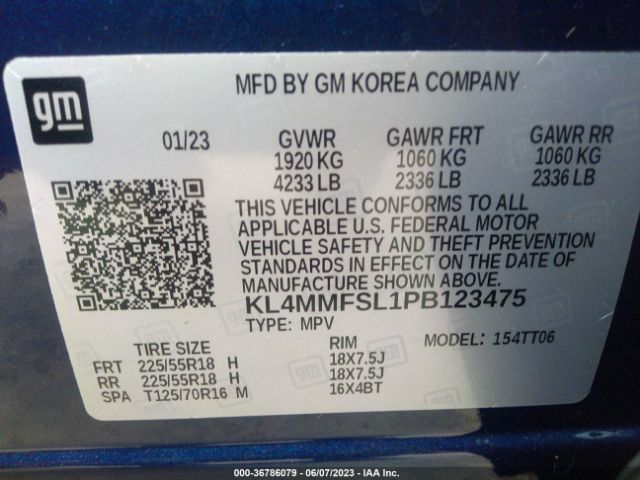 gm
MFD BY GM KOREA COMPANY
01/23 GVWR GAWR FRT GAWR RR
1920 KG 1060 KG 1060 KG
4233 LB 2336 LB 2336 LB
THIS VEHICLE CONFORMS TO ALL
APPLICABLE U.S. FEDERAL MOTOR
VEHICLE SAFETY AND THEFT PREVENTION
STANDARDS IN EFFECT ON THE DATE OF
MANUFACTURE SHOWN ABOVE.
KL4MMFSL1PB123475
TYPE: MPV MODEL: 154TT06
TIRE SIZE RIM
FRT 225/55R18 H 18X7.5J
RR 225/55R18 H 18X7.5J
SPA T125/70R16 M 16X4BT
000-36786079 - 06/07/2023 - IAA Inc.